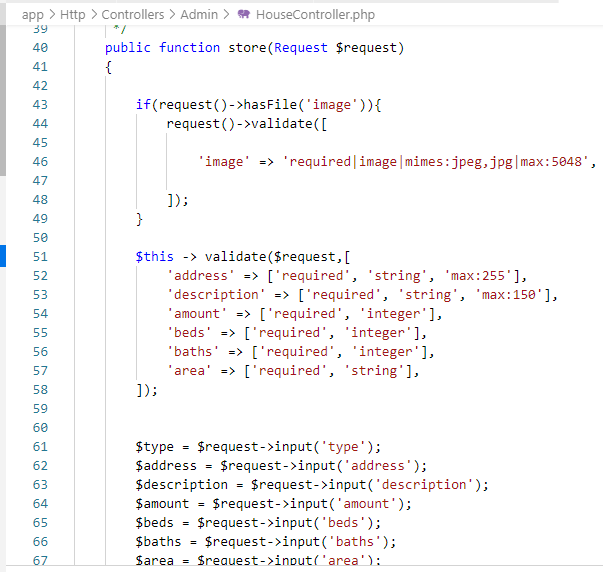 app > Http > Controllers > Admin > HouseController.php
39 */
40 public function store(Request $request)
41 {
42
43 if(request()->hasFile('image')){
44 request()->validate([
45
46 'image' => 'required|image|mimes:jpeg,jpg|max:5048',
47
48 ]);
49 }
50
51 $this -> validate($request,[
52 'address' => ['required', 'string', 'max:255'],
53 'description' => ['required', 'string', 'max:150'],
54 'amount' => ['required', 'integer'],
55 'beds' => ['required', 'integer'],
56 'baths' => ['required', 'integer'],
57 'area' => ['required', 'string'],
58 ]);
59
60
61 $type = $request->input('type');
62 $address = $request->input('address');
63 $description = $request->input('description');
64 $amount = $request->input('amount');
65 $beds = $request->input('beds');
66 $baths = $request->input('baths');
67 $area = $request->input('area');